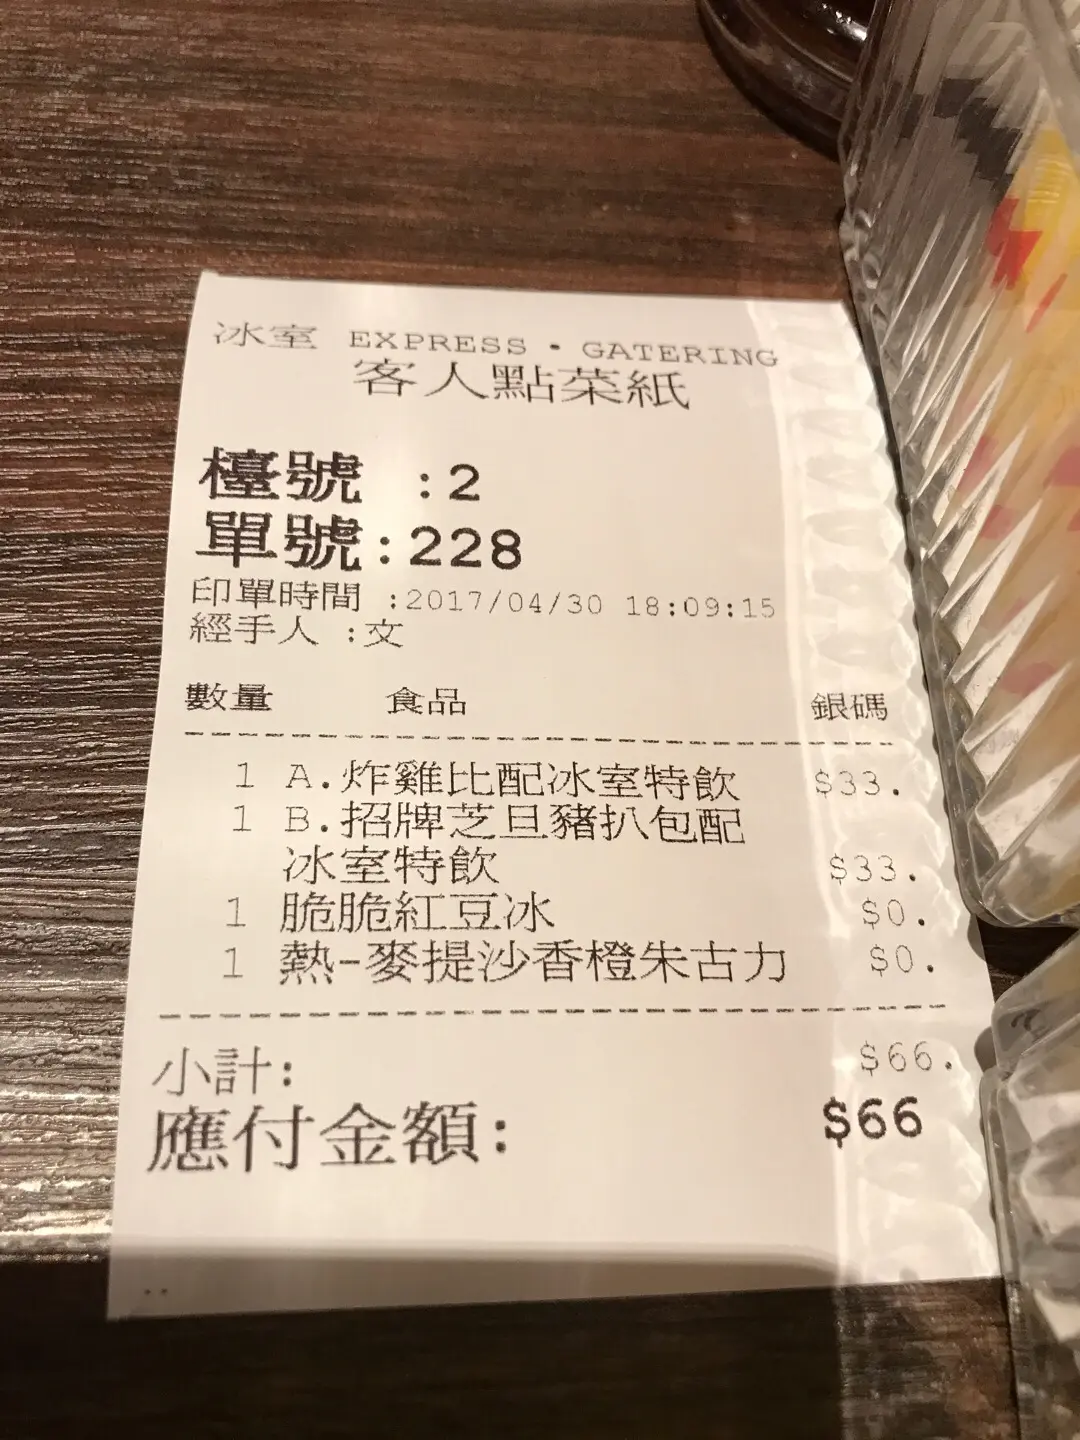 冰室 EXPRESS・GATERING
客人點菜紙
檯號 :2
單號:228
印單時間 :2017/04/30 18:09:15
經手人 :文
數量 食品 銀碼
1 A.炸雞比配冰室特飲 $33.
1 B.招牌芝旦豬扒包配
冰室特飲 $33.
1 脆脆紅豆冰 $0.
1 熱-麥提沙香橙朱古力 $0.
小計: $66.
應付金額: $66